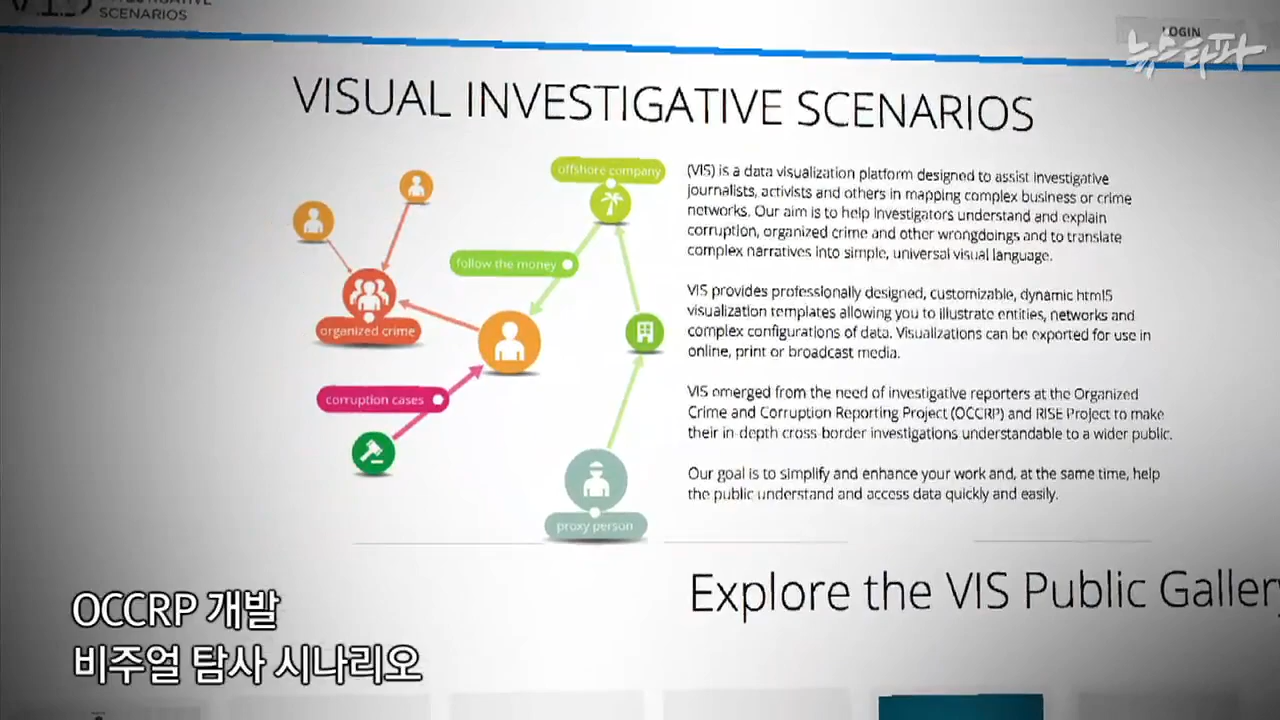 SCENARIOS
LOGIN
뉴스타파
VISUAL INVESTIGATIVE SCENARIOS
offshore company
follow the money
organized crime
corruption cases
proxy person
(VIS) is a data visualization platform designed to assist investigative
journalists, activists and others in mapping complex business or crime
networks. Our aim is to help investigators understand and explain
corruption, organized crime and other wrongdoings and to translate
complex narratives into simple, universal visual language.
VIS provides professionally designed, customizable, dynamic html5
visualization templates allowing you to illustrate entities, networks and
complex configurations of data. Visualizations can be exported for use in
online, print or broadcast media.
VIS emerged from the need of investigative reporters at the Organized
Crime and Corruption Reporting Project (OCCRP) and RISE Project to make
their in-depth cross-border investigations understandable to a wider public.
Our goal is to simplify and enhance your work and, at the same time, help
the public understand and access data quickly and easily.
Explore the VIS Public Gallery
OCCRP 개발
비주얼 탐사 시나리오